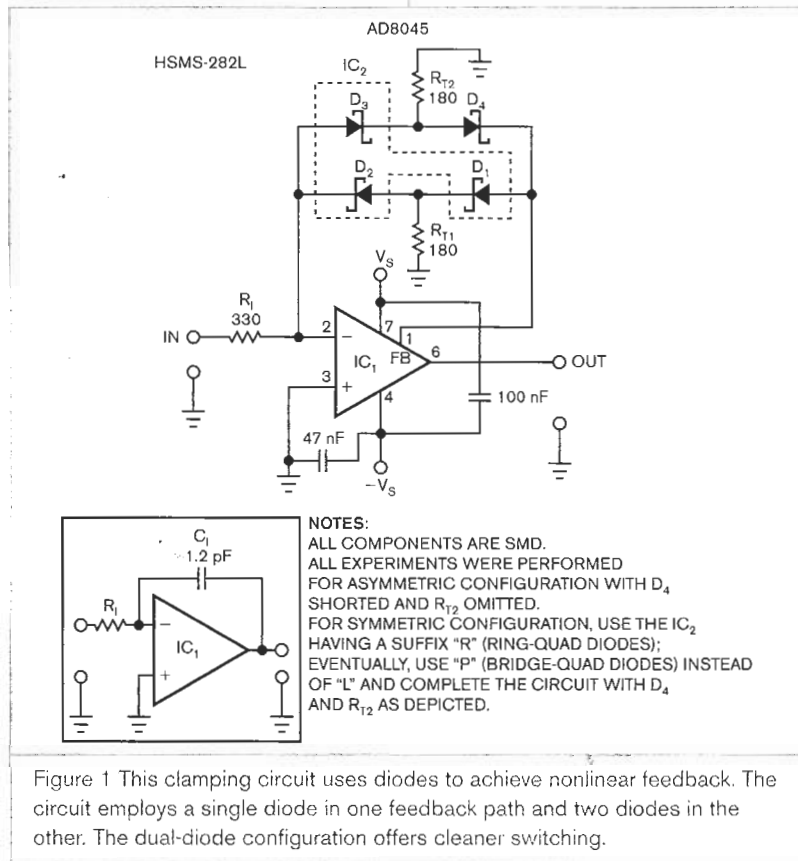 AD8045
HSMS-282L
IC2
RT2
180
D3
D4
D2
D1
RT1
180
VS
RI
330
IN
2
7
1
FB
6
IC1
OUT
3
4
100 nF
47 nF
−VS
CI
1.2 pF
RI
IC1
NOTES:
ALL COMPONENTS ARE SMD.
ALL EXPERIMENTS WERE PERFORMED
FOR ASYMMETRIC CONFIGURATION WITH D4
SHORTED AND RT2 OMITTED.
FOR SYMMETRIC CONFIGURATION, USE THE IC2
HAVING A SUFFIX “R” (RING-QUAD DIODES);
EVENTUALLY, USE “P” (BRIDGE-QUAD DIODES) INSTEAD
OF “L” AND COMPLETE THE CIRCUIT WITH D4
AND RT2 AS DEPICTED.
Figure 1 This clamping circuit uses diodes to achieve nonlinear feedback. The
circuit employs a single diode in one feedback path and two diodes in the
other. The dual-diode configuration offers cleaner switching.